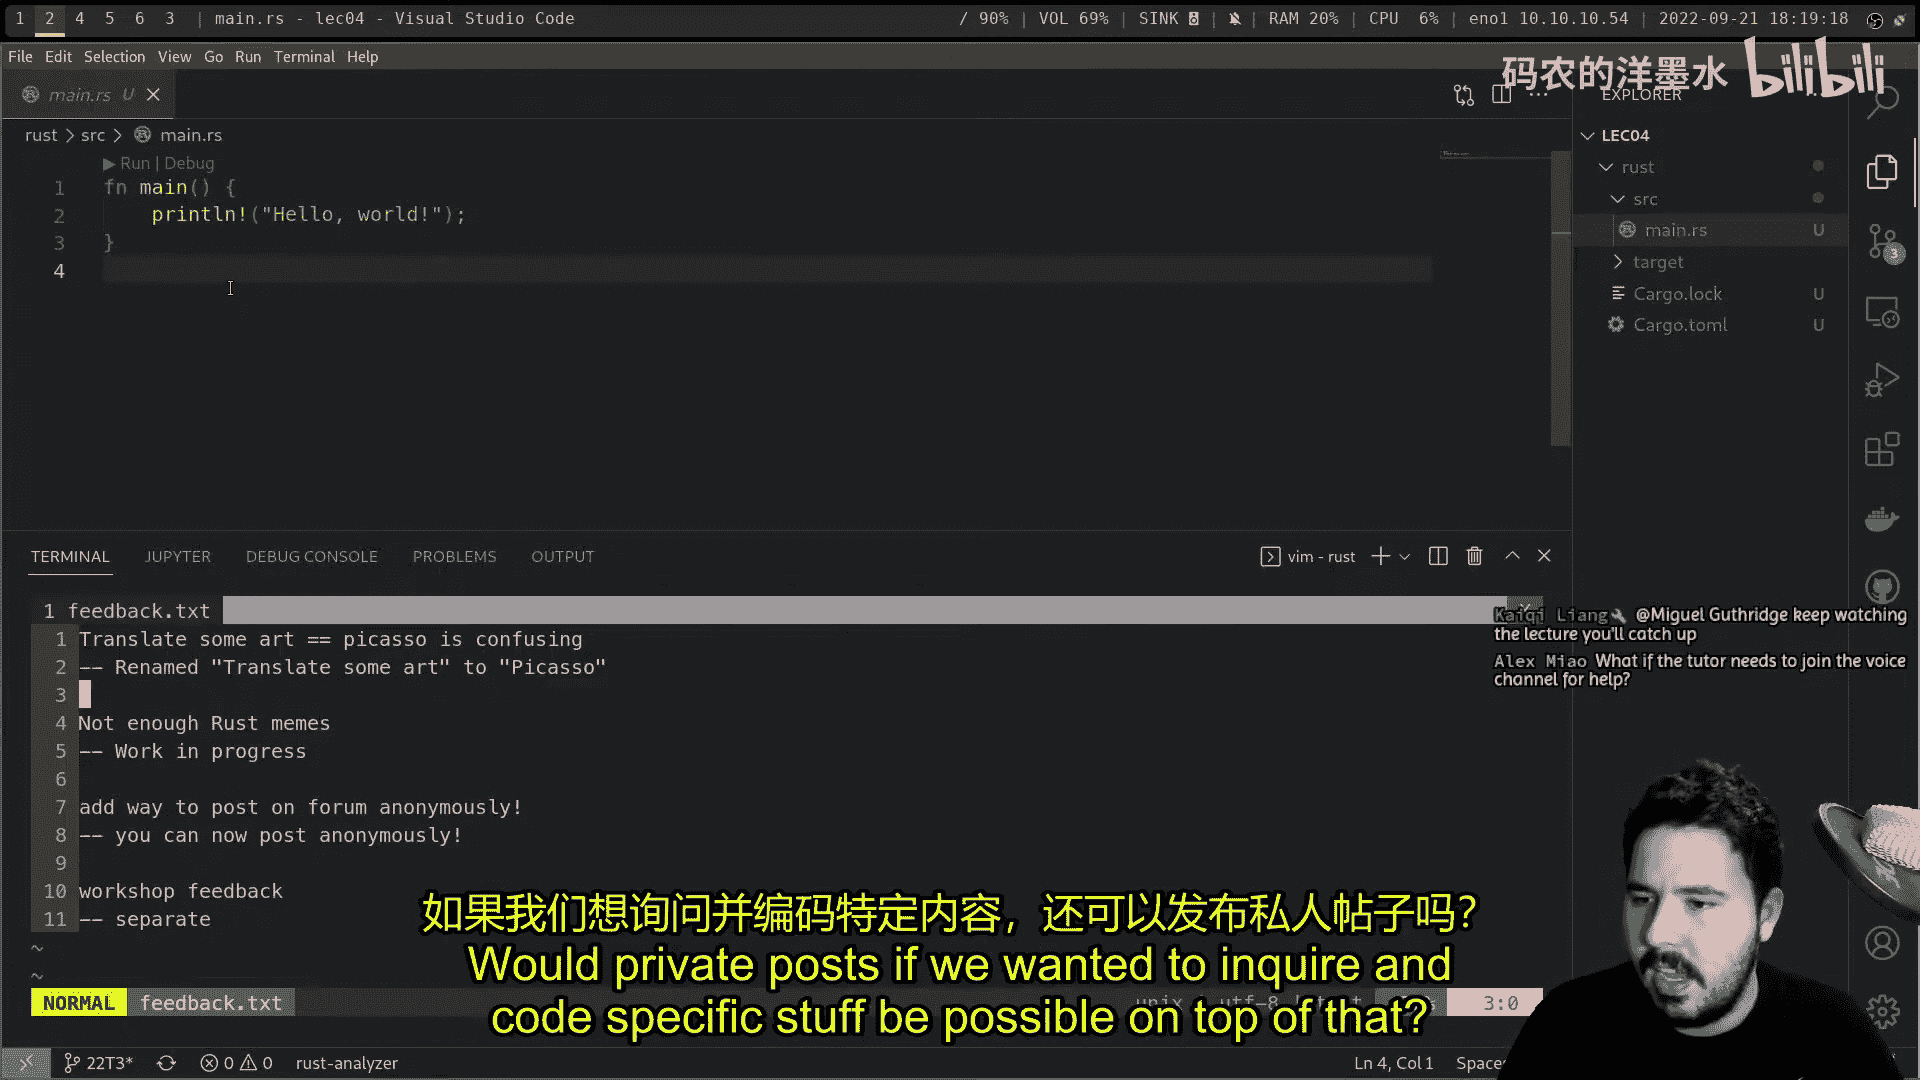 1 2 4 5 6 3 | main.rs - lec04 - Visual Studio Code
/ 90% | VOL 69% | SINK | | RAM 20% | CPU 6% | eno1 10.10.10.54 | 2022-09-21 18:19:18
File Edit Selection View Go Run Terminal Help
码农的洋墨水 bilibili
main.rs U
EXPLORER
rust > src > main.rs
LEC04
Run | Debug
rust
1 fn main() {
src
2 println!("Hello, world!");
main.rs U
3 }
target
4
Cargo.lock U
Cargo.toml U
3
TERMINAL JUPYTER DEBUG CONSOLE PROBLEMS OUTPUT
vim - rust
1 feedback.txt
1 Translate some art == picasso is confusing
2 -- Renamed "Translate some art" to "Picasso"
3
4 Not enough Rust memes
5 -- Work in progress
6
7 add way to post on forum anonymously!
8 -- you can now post anonymously!
9
10 workshop feedback
11 -- separate
~
~
Kaiqi Liang @Miguel Guthridge keep watching
the lecture you'll catch up
Alex Miao What if the tutor needs to join the voice
channel for help?
如果我们想询问并编码特定内容，还可以发布私人帖子吗？
Would private posts if we wanted to inquire and
code specific stuff be possible on top of that?
NORMAL feedback.txt
3:0
22T3* 0 0 rust-analyzer
Ln 4, Col 1